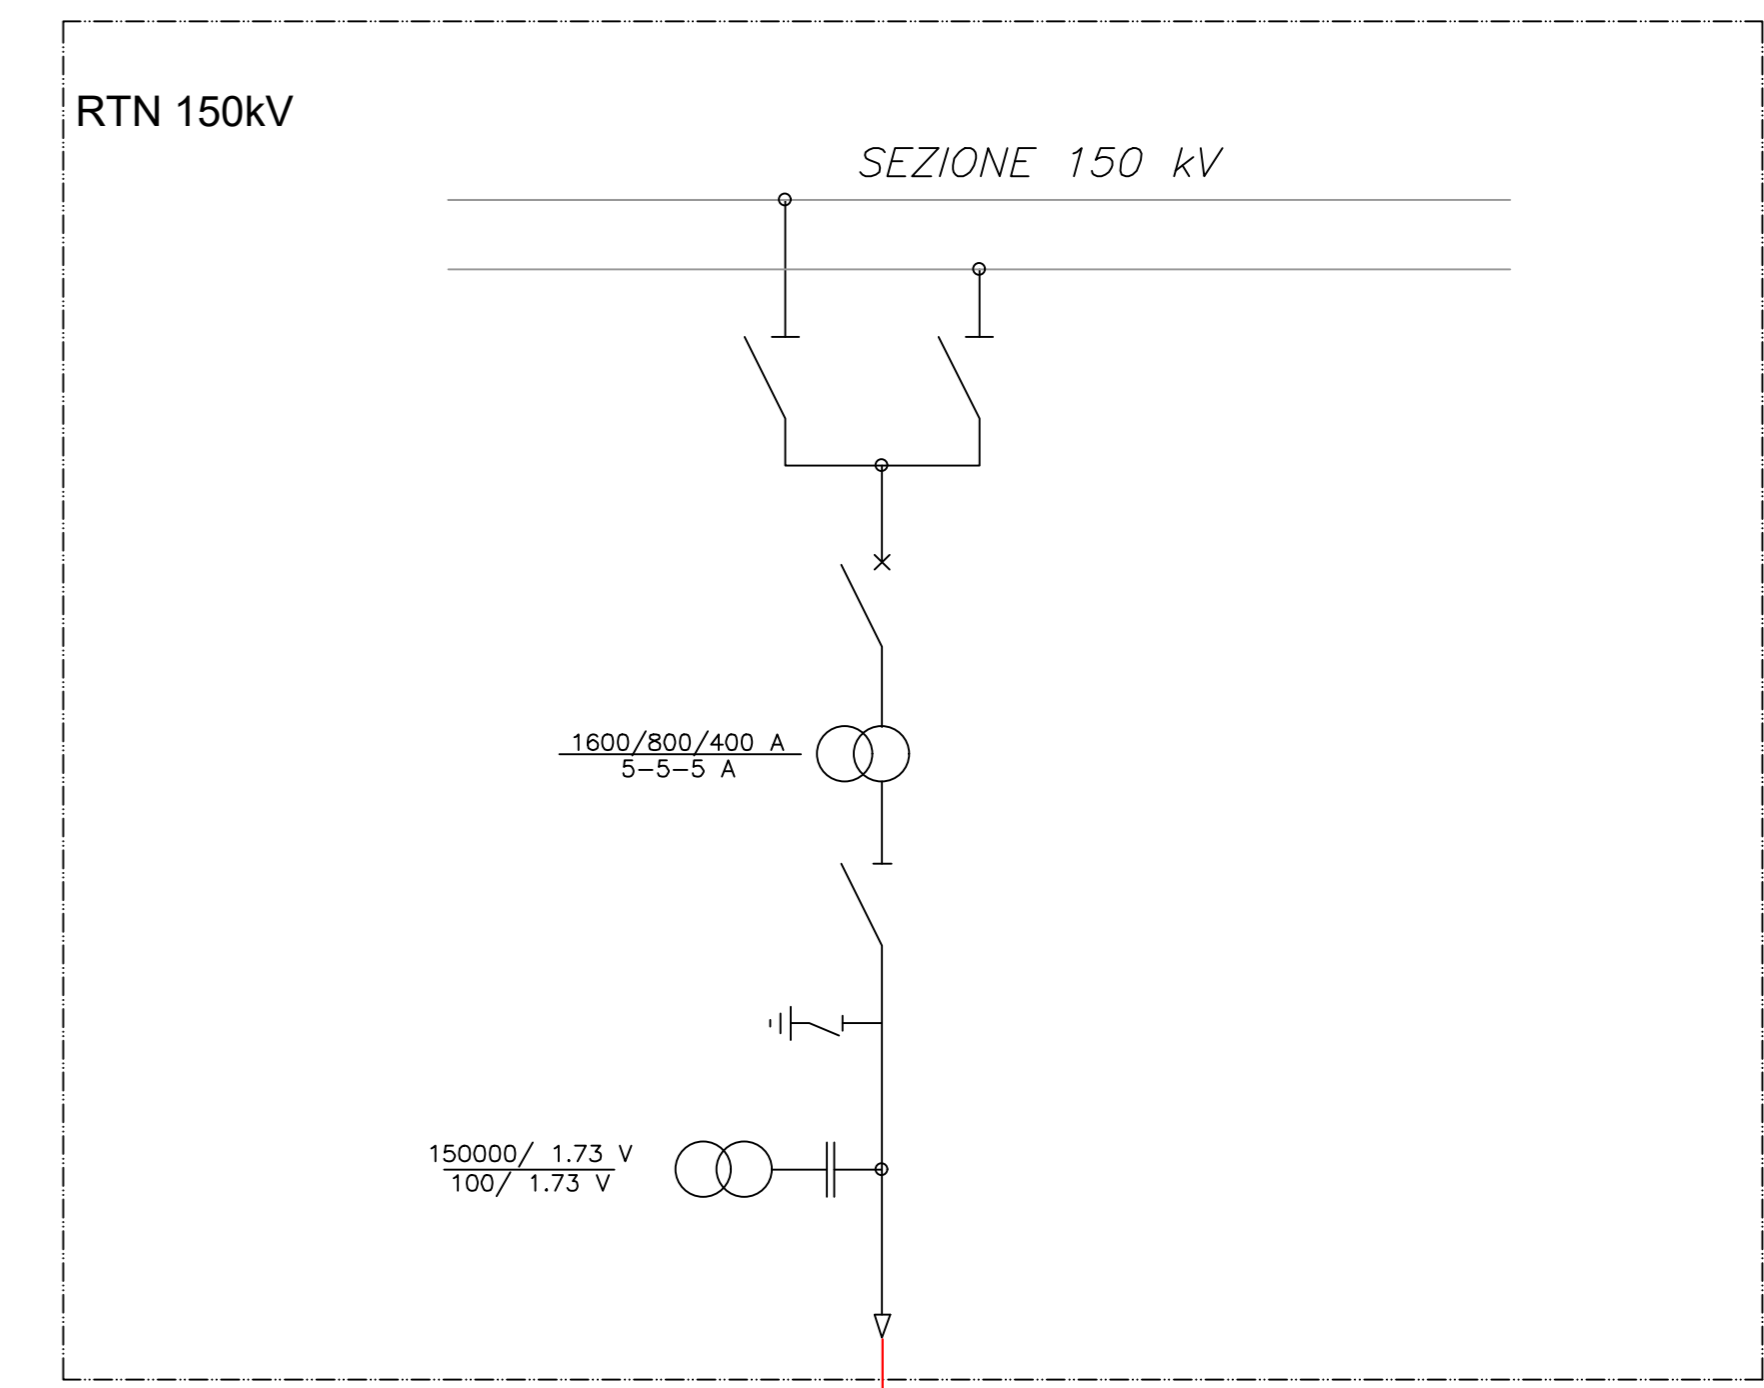 RTN 150kV
SEZIONE 150 kV
1600/800/400 A
5-5-5 A
150000/ 1.73 V
100/ 1.73 V